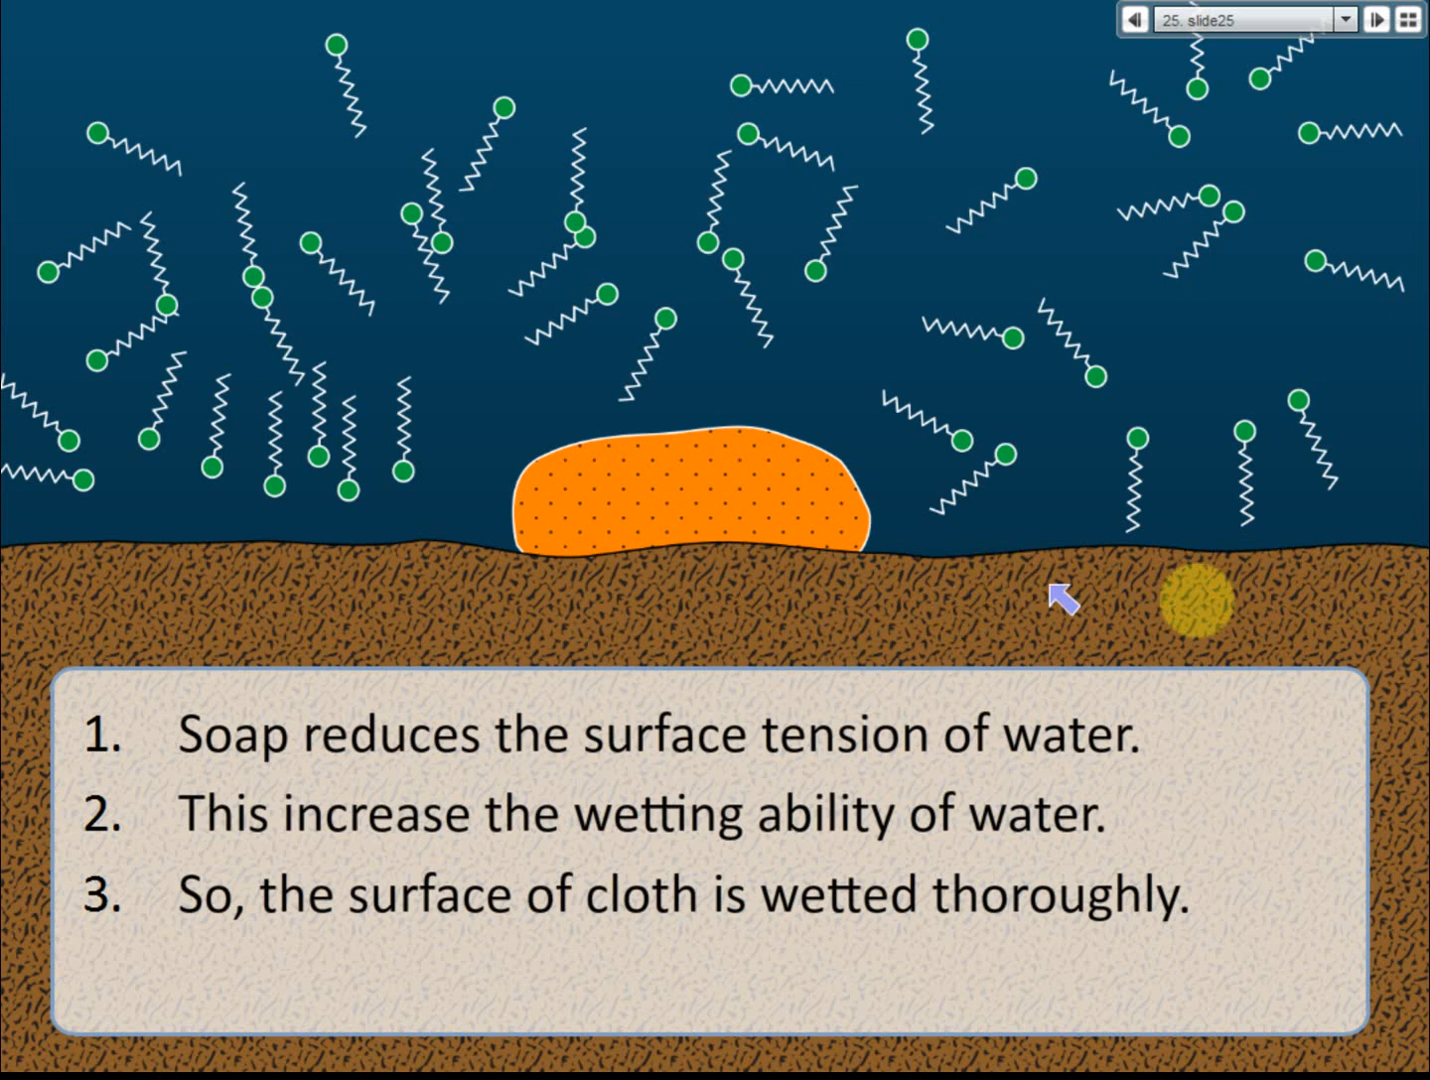 25. slide25
1. Soap reduces the surface tension of water.
2. This increase the wetting ability of water.
3. So, the surface of cloth is wetted thoroughly.